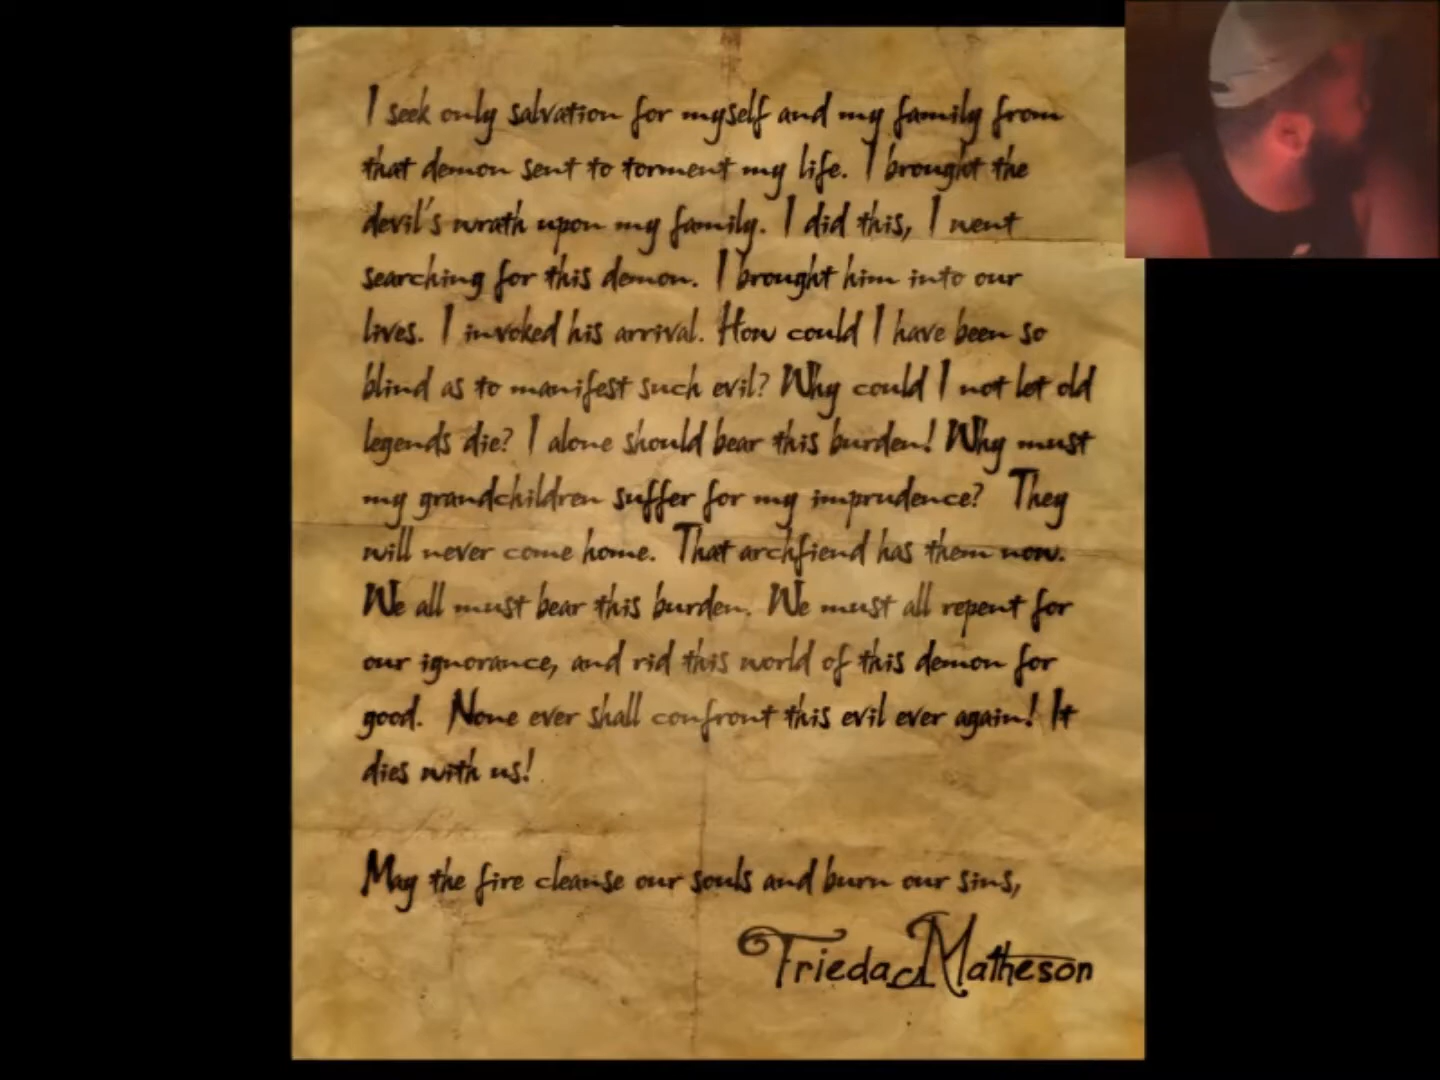 I seek only salvation for myself and my family from
that demon sent to torment my life. I brought the
devil's wrath upon my family. I did this, I went
searching for this demon. I brought him into our
lives. I invoked his arrival. How could I have been so
blind as to manifest such evil? Why could I not let old
legends die? I alone should bear this burden! Why must
my grandchildren suffer for my imprudence? They
will never come home. That archfiend has them now.
We all must bear this burden. We must all repent for
our ignorance, and rid this world of this demon for
good. None ever shall confront this evil ever again! It
dies with us!
May the fire cleanse our souls and burn our sins,
Frieda Matheson